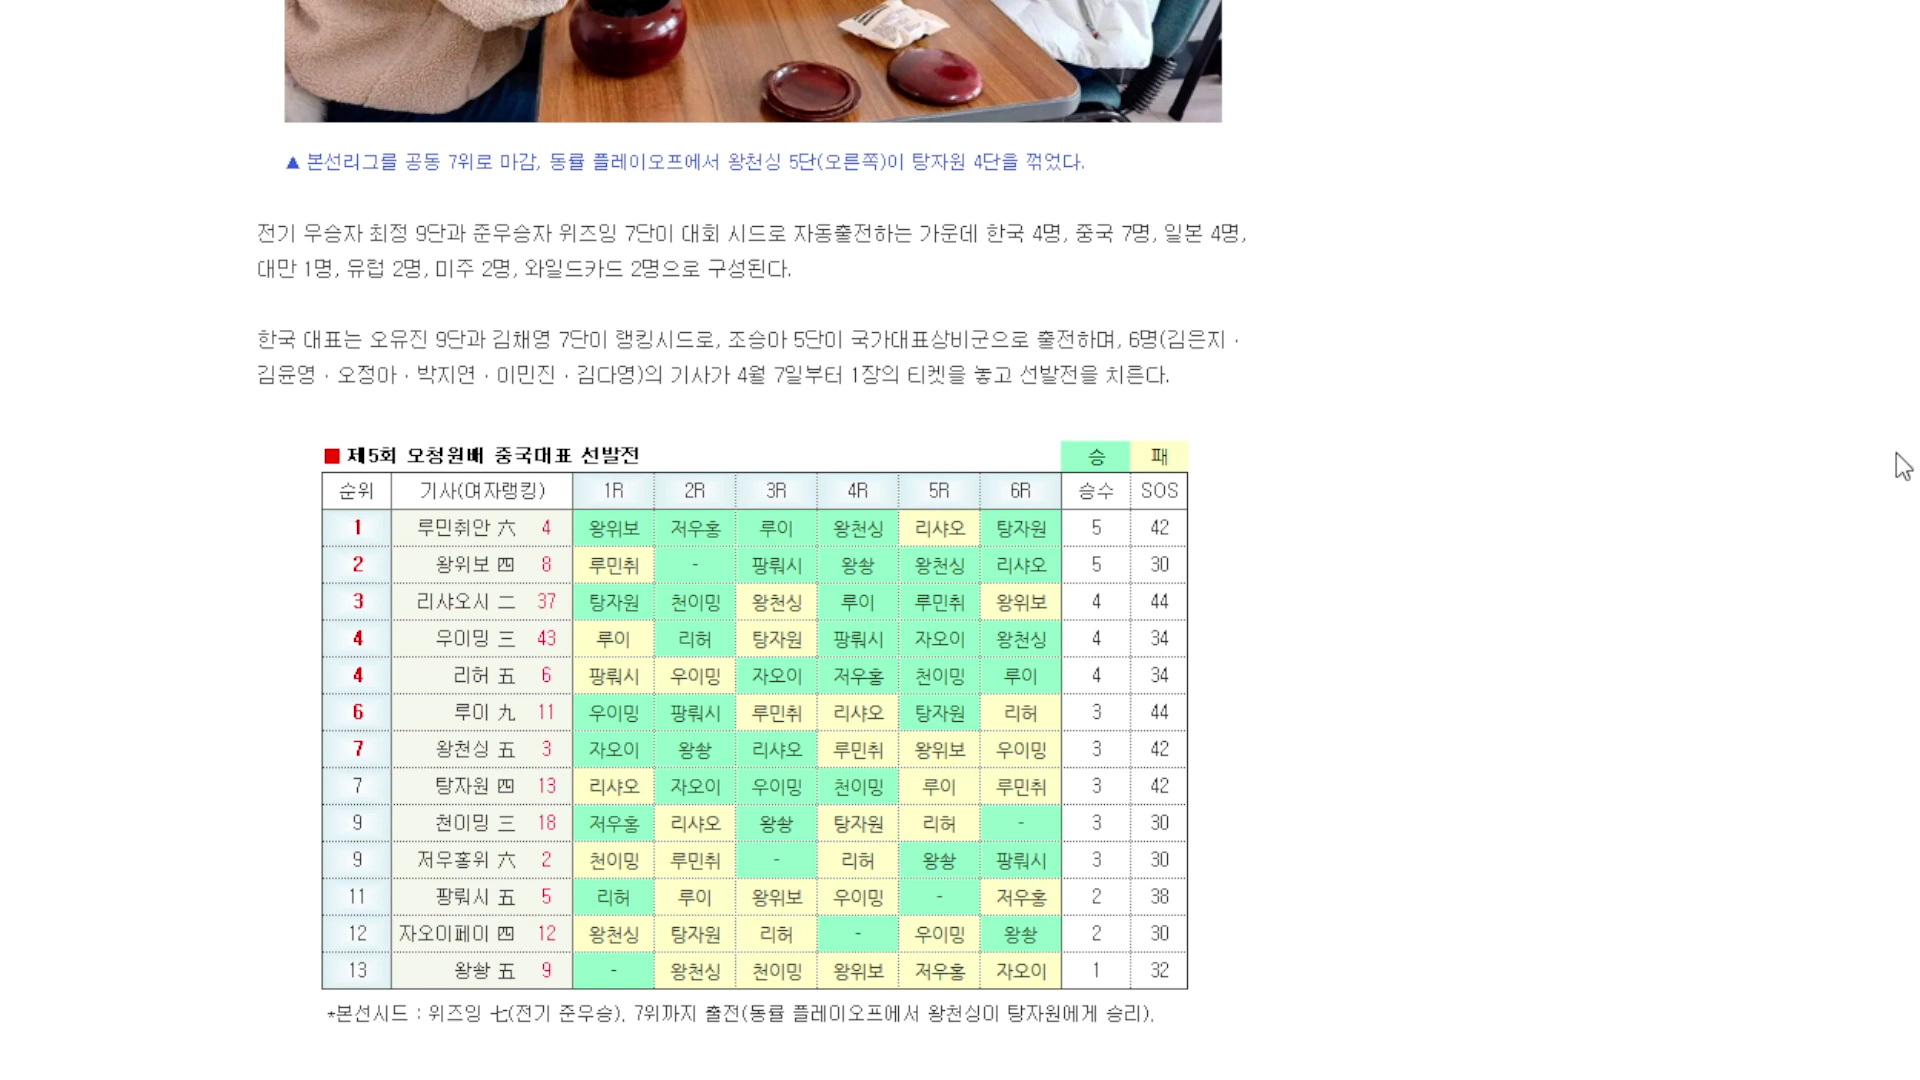 ▲ 본선리그를 공동 7위로 마감, 동률 플레이오프에서 왕천싱 5단(오른쪽)이 탕자원 4단을 꺾었다.
전기 우승자 최정 9단과 준우승자 위즈잉 7단이 대회 시드로 자동출전하는 가운데 한국 4명, 중국 7명, 일본 4명,
대만 1명, 유럽 2명, 미주 2명, 와일드카드 2명으로 구성된다.
한국 대표는 오유진 9단과 김채영 7단이 랭킹시드로, 조승아 5단이 국가대표상비군으로 출전하며, 6명(김은지 ·
김윤영 · 오정아 · 박지연 · 이민진 · 김다영)의 기사가 4월 7일부터 1장의 티켓을 놓고 선발전을 치른다.
■ 제5회 오청원배 중국대표 선발전 승 패
순위 기사(여자랭킹) 1R 2R 3R 4R 5R 6R 승수 SOS
1 루민취안 六 4 왕위보 저우홍 루이 왕천싱 리샤오 탕자원 5 42
2 왕위보 四 8 루민취 - 팡뤄시 왕솽 왕천싱 리샤오 5 30
3 리샤오시 二 37 탕자원 천이밍 왕천싱 루이 루민취 왕위보 4 44
4 우이밍 三 43 루이 리허 탕자원 팡뤄시 자오이 왕천싱 4 34
4 리허 五 6 팡뤄시 우이밍 자오이 저우홍 천이밍 루이 4 34
6 루이 九 11 우이밍 팡뤄시 루민취 리샤오 탕자원 리허 3 44
7 왕천싱 五 3 자오이 왕솽 리샤오 루민취 왕위보 우이밍 3 42
7 탕자원 四 13 리샤오 자오이 우이밍 천이밍 루이 루민취 3 42
9 천이밍 三 18 저우홍 리샤오 왕솽 탕자원 리허 - 3 30
9 저우홍위 六 2 천이밍 루민취 - 리허 왕솽 팡뤄시 3 30
11 팡뤄시 五 5 리허 루이 왕위보 우이밍 - 저우홍 2 38
12 자오이페이 四 12 왕천싱 탕자원 리허 - 우이밍 왕솽 2 30
13 왕솽 五 9 - 왕천싱 천이밍 왕위보 저우홍 자오이 1 32
*본선시드 : 위즈잉 七(전기 준우승). 7위까지 출전(동률 플레이오프에서 왕천싱이 탕자원에게 승리).